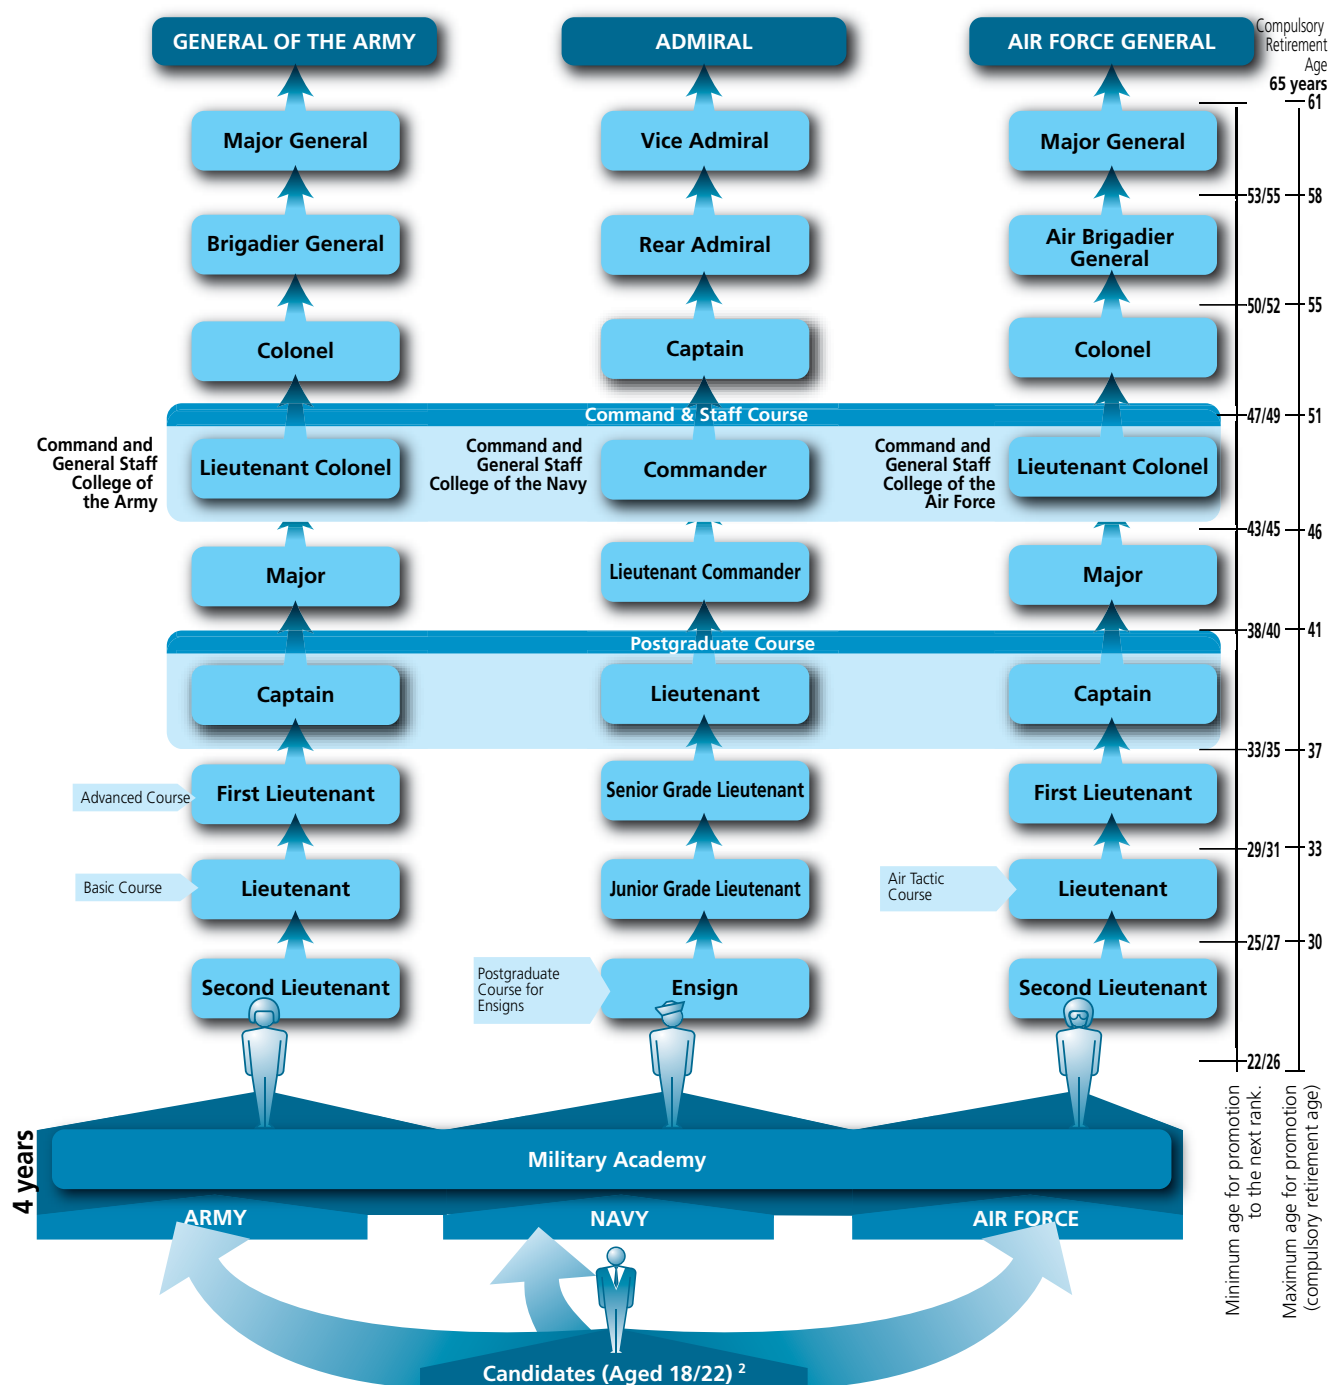 GENERAL OF THE ARMY
ADMIRAL
AIR FORCE GENERAL
Compulsory
Retirement
Age
65 years
61
Major General
Vice Admiral
Major General
53/55
58
Brigadier General
Rear Admiral
Air Brigadier
General
50/52
55
Colonel
Captain
Colonel
Command & Staff Course
47/49
51
Command and
General Staff
College of
the Army
Lieutenant Colonel
Command and
General Staff
College of the Navy
Commander
Command and
General Staff
College of the
Air Force
Lieutenant Colonel
43/45
46
Major
Lieutenant Commander
Major
38/40
41
Postgraduate Course
Captain
Lieutenant
Captain
33/35
37
Advanced Course
First Lieutenant
Senior Grade Lieutenant
First Lieutenant
29/31
33
Basic Course
Lieutenant
Junior Grade Lieutenant
Air Tactic
Course
Lieutenant
25/27
30
Second Lieutenant
Postgraduate
Course for
Ensigns
Ensign
Second Lieutenant
22/26
Minimum age for promotion
to the next rank.
Maximum age for promotion
(compulsory retirement age)
4 years
Military Academy
ARMY
NAVY
AIR FORCE
Candidates (Aged 18/22) 2